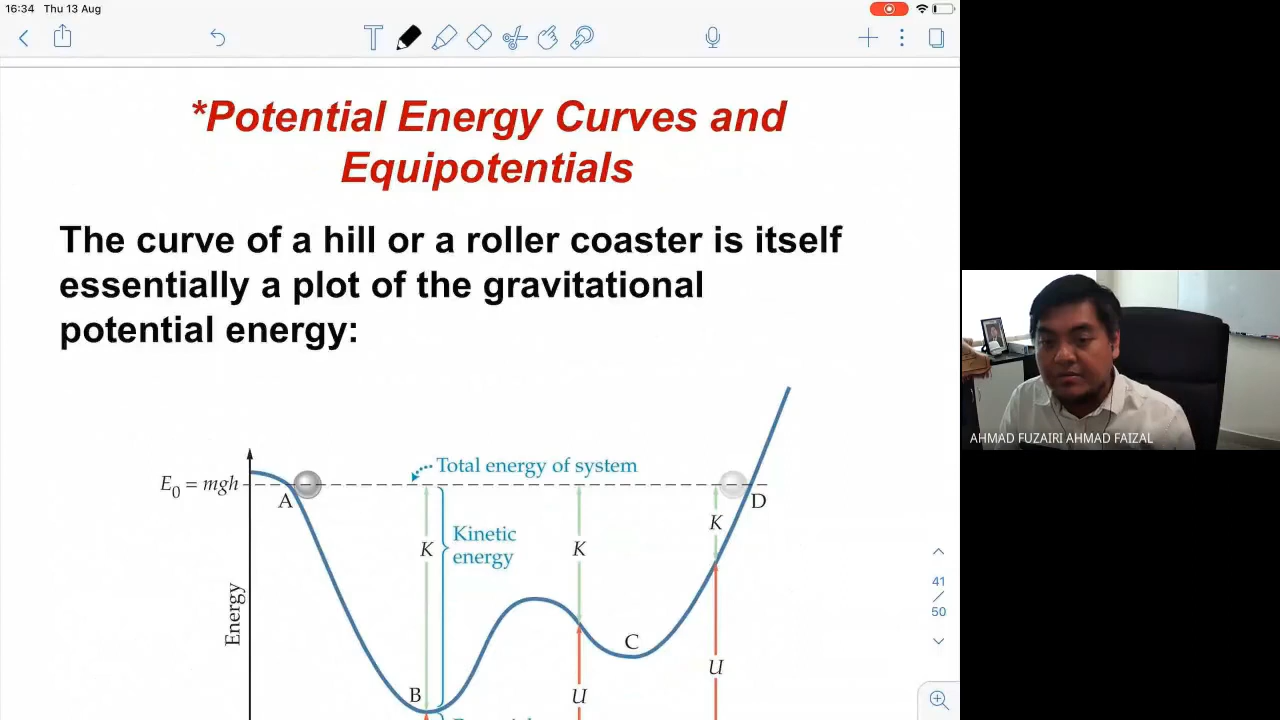 16:34 Thu 13 Aug
*Potential Energy Curves and
Equipotentials
The curve of a hill or a roller coaster is itself
essentially a plot of the gravitational
potential energy:
Total energy of system
E0 = mgh
A
D
Kinetic
energy
K
K
K
Energy
B
C
U
U
41
/
50
AHMAD FUZAIRI AHMAD FAIZAL